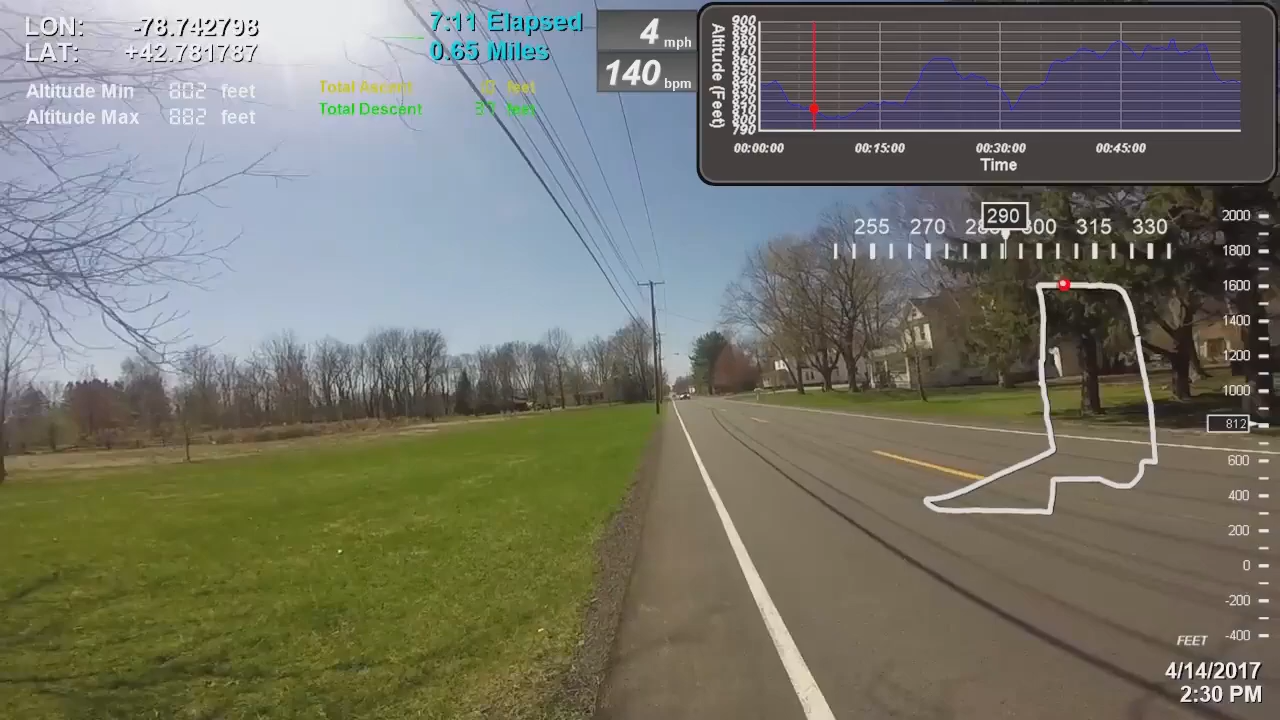 LON: -78.742798
LAT: +42.781787
Altitude Min 802 feet
Altitude Max 882 feet
7:11 Elapsed
0.65 Miles
Total Ascent feet
Total Descent 37 feet
4 mph
140 bpm
Altitude (Feet)
900
890
880
870
860
850
840
830
820
810
800
790
00:00:00 00:15:00 00:30:00 00:45:00
Time
290
255 270 300 315 330
2000
1800
1600
1400
1200
1000
812
600
400
200
0
-200
-400
FEET
4/14/2017
2:30 PM